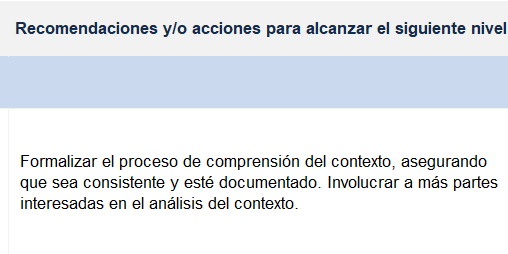 Recomendaciones y/o acciones para alcanzar el siguiente nivel
Formalizar el proceso de comprensión del contexto, asegurando
que sea consistente y esté documentado. Involucrar a más partes
interesadas en el análisis del contexto.